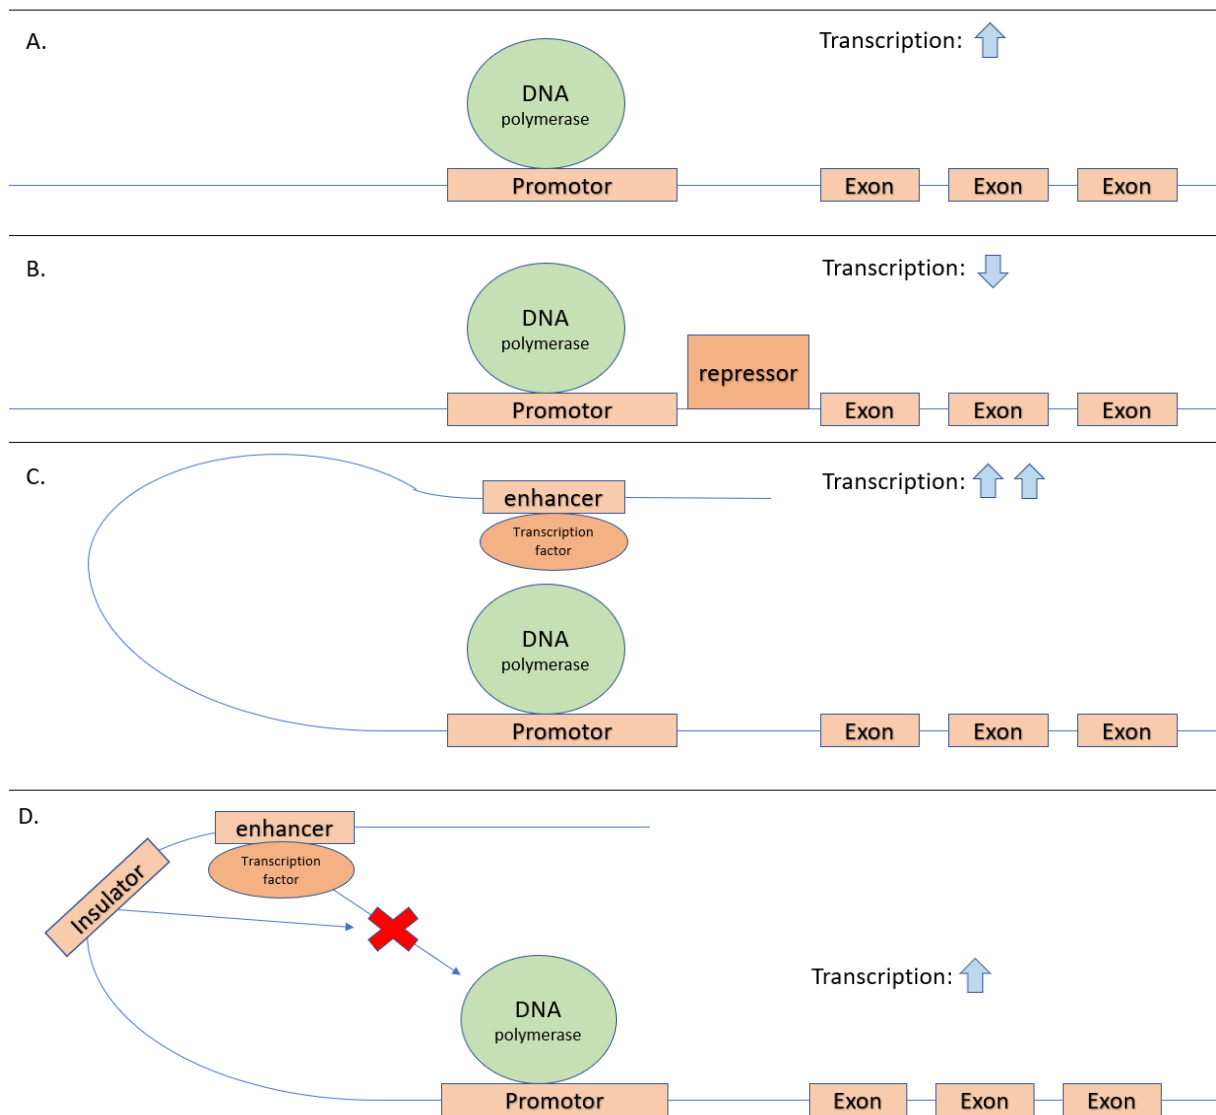 A.
Transcription:
DNA
polymerase
Promotor
Exon
Exon
Exon
B.
Transcription:
DNA
polymerase
repressor
Promotor
Exon
Exon
Exon
C.
Transcription:
enhancer
Transcription
factor
DNA
polymerase
Promotor
Exon
Exon
Exon
D.
enhancer
Transcription
factor
Insulator
Transcription:
DNA
polymerase
Promotor
Exon
Exon
Exon